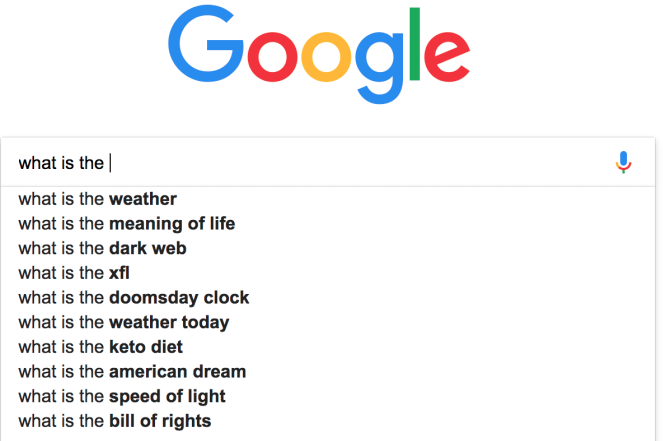 Google
what is the
what is the weather
what is the meaning of life
what is the dark web
what is the xfl
what is the doomsday clock
what is the weather today
what is the keto diet
what is the american dream
what is the speed of light
what is the bill of rights